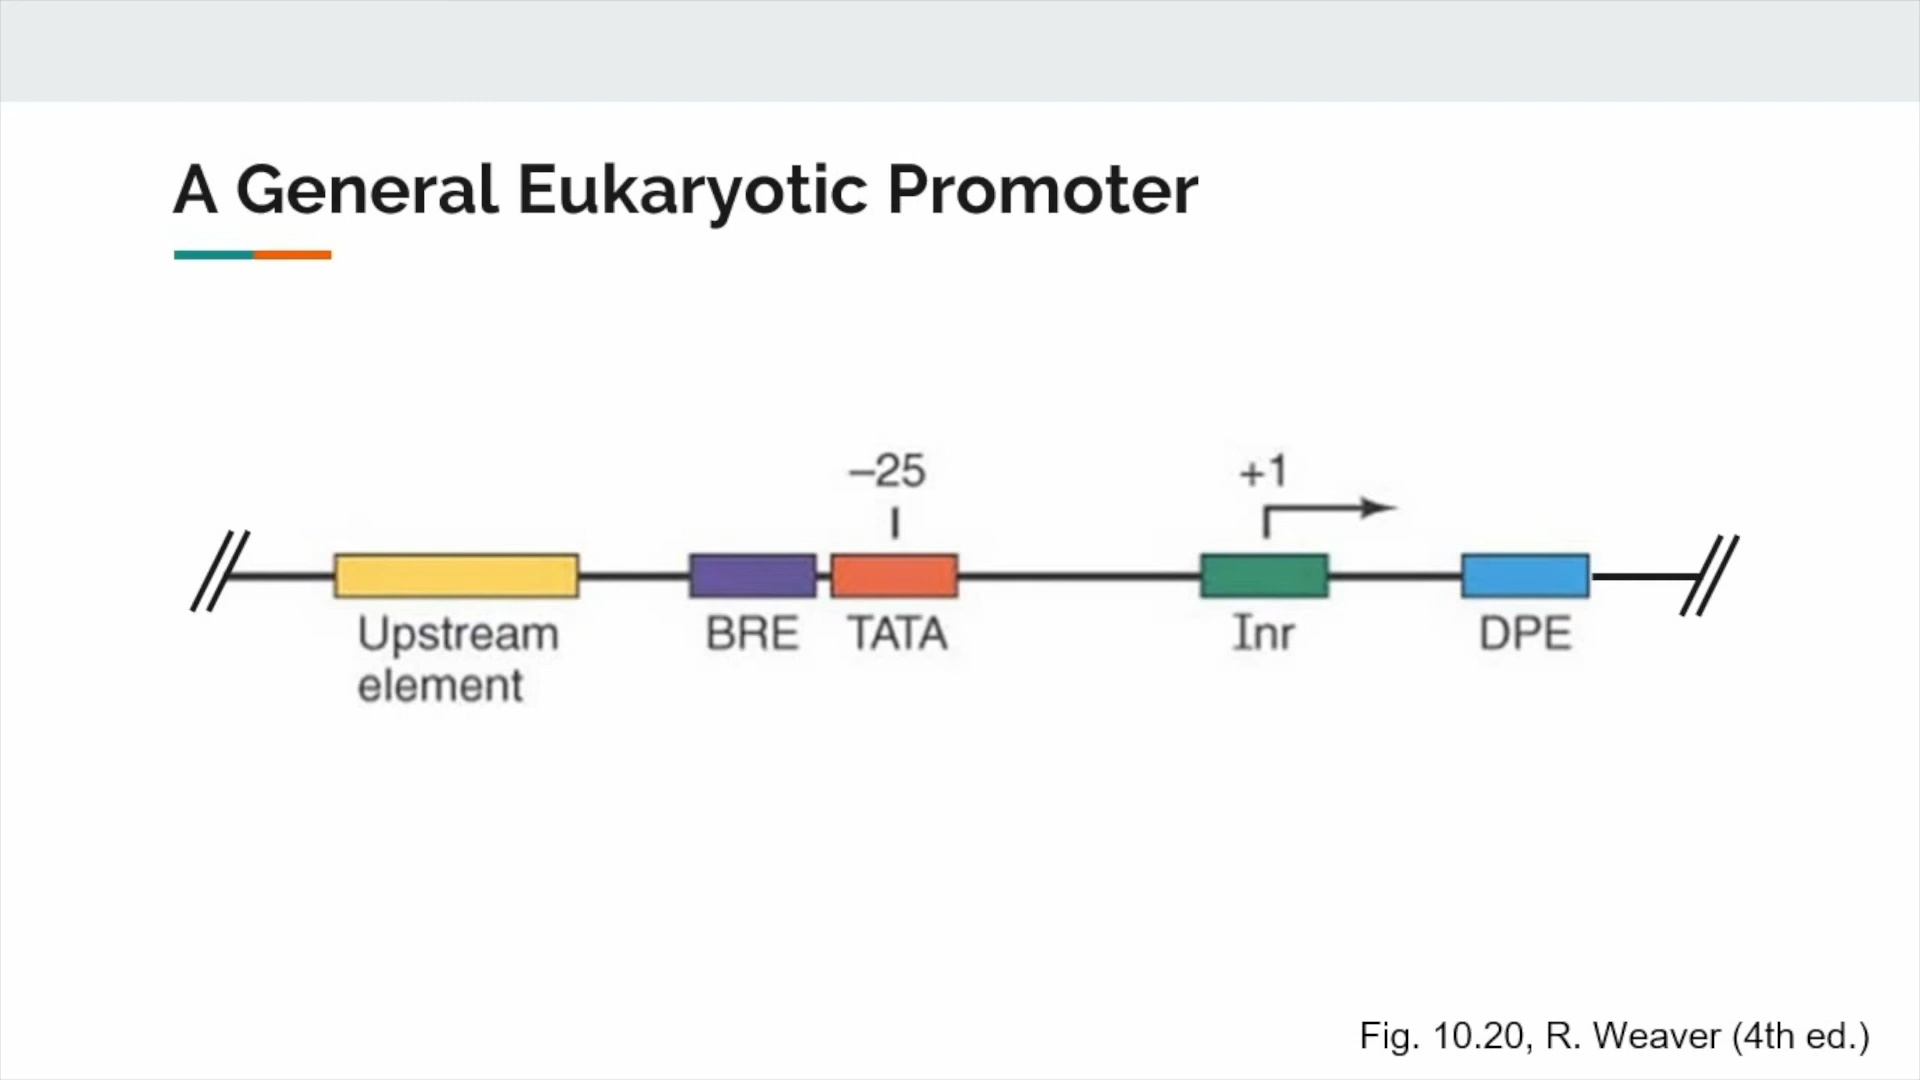 A General Eukaryotic Promoter
–25
+1
Upstream
element
BRE
TATA
Inr
DPE
Fig. 10.20, R. Weaver (4th ed.)